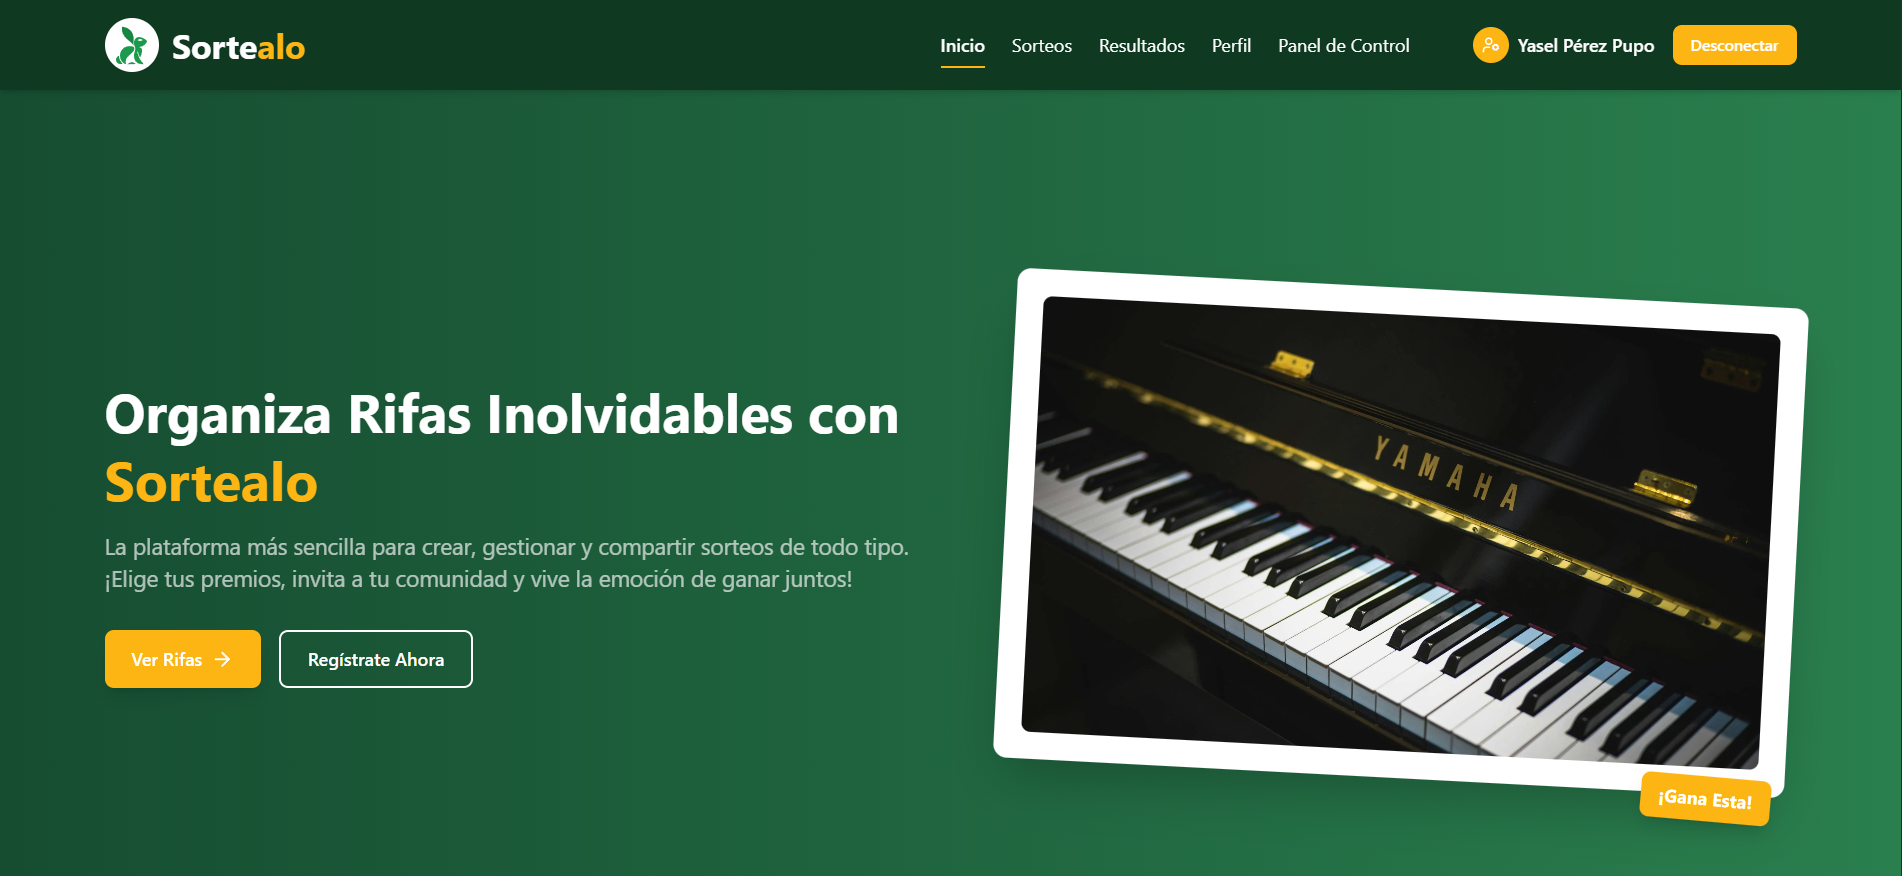 Sortealo
Inicio
Sorteos
Resultados
Perfil
Panel de Control
Yasel Pérez Pupo
Desconectar
Organiza Rifas Inolvidables con
Sortealo
La plataforma más sencilla para crear, gestionar y compartir sorteos de todo tipo.
¡Elige tus premios, invita a tu comunidad y vive la emoción de ganar juntos!
Ver Rifas
Regístrate Ahora
YAMAHA
¡Gana Esta!